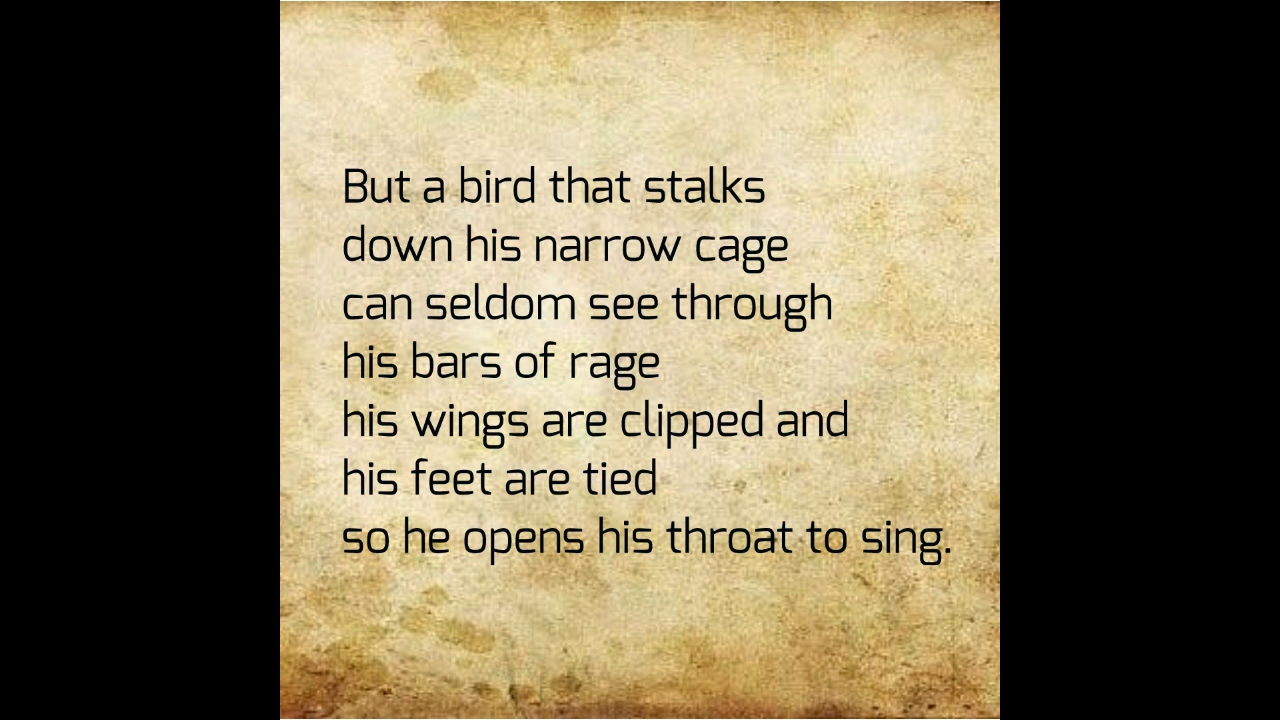 But a bird that stalks
down his narrow cage
can seldom see through
his bars of rage
his wings are clipped and
his feet are tied
so he opens his throat to sing.